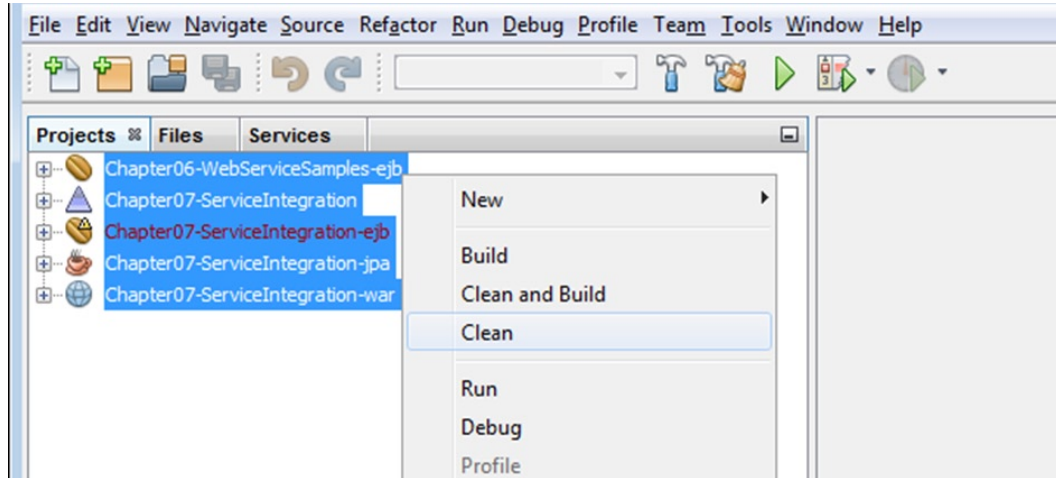 File Edit View Navigate Source Refactor Run Debug Profile Team Tools Window Help
Projects Files Services
Chapter06-WebServiceSamples-ejb
Chapter07-ServiceIntegration
Chapter07-ServiceIntegration-ejb
Chapter07-ServiceIntegration-jpa
Chapter07-ServiceIntegration-war
New
Build
Clean and Build
Clean
Run
Debug
Profile